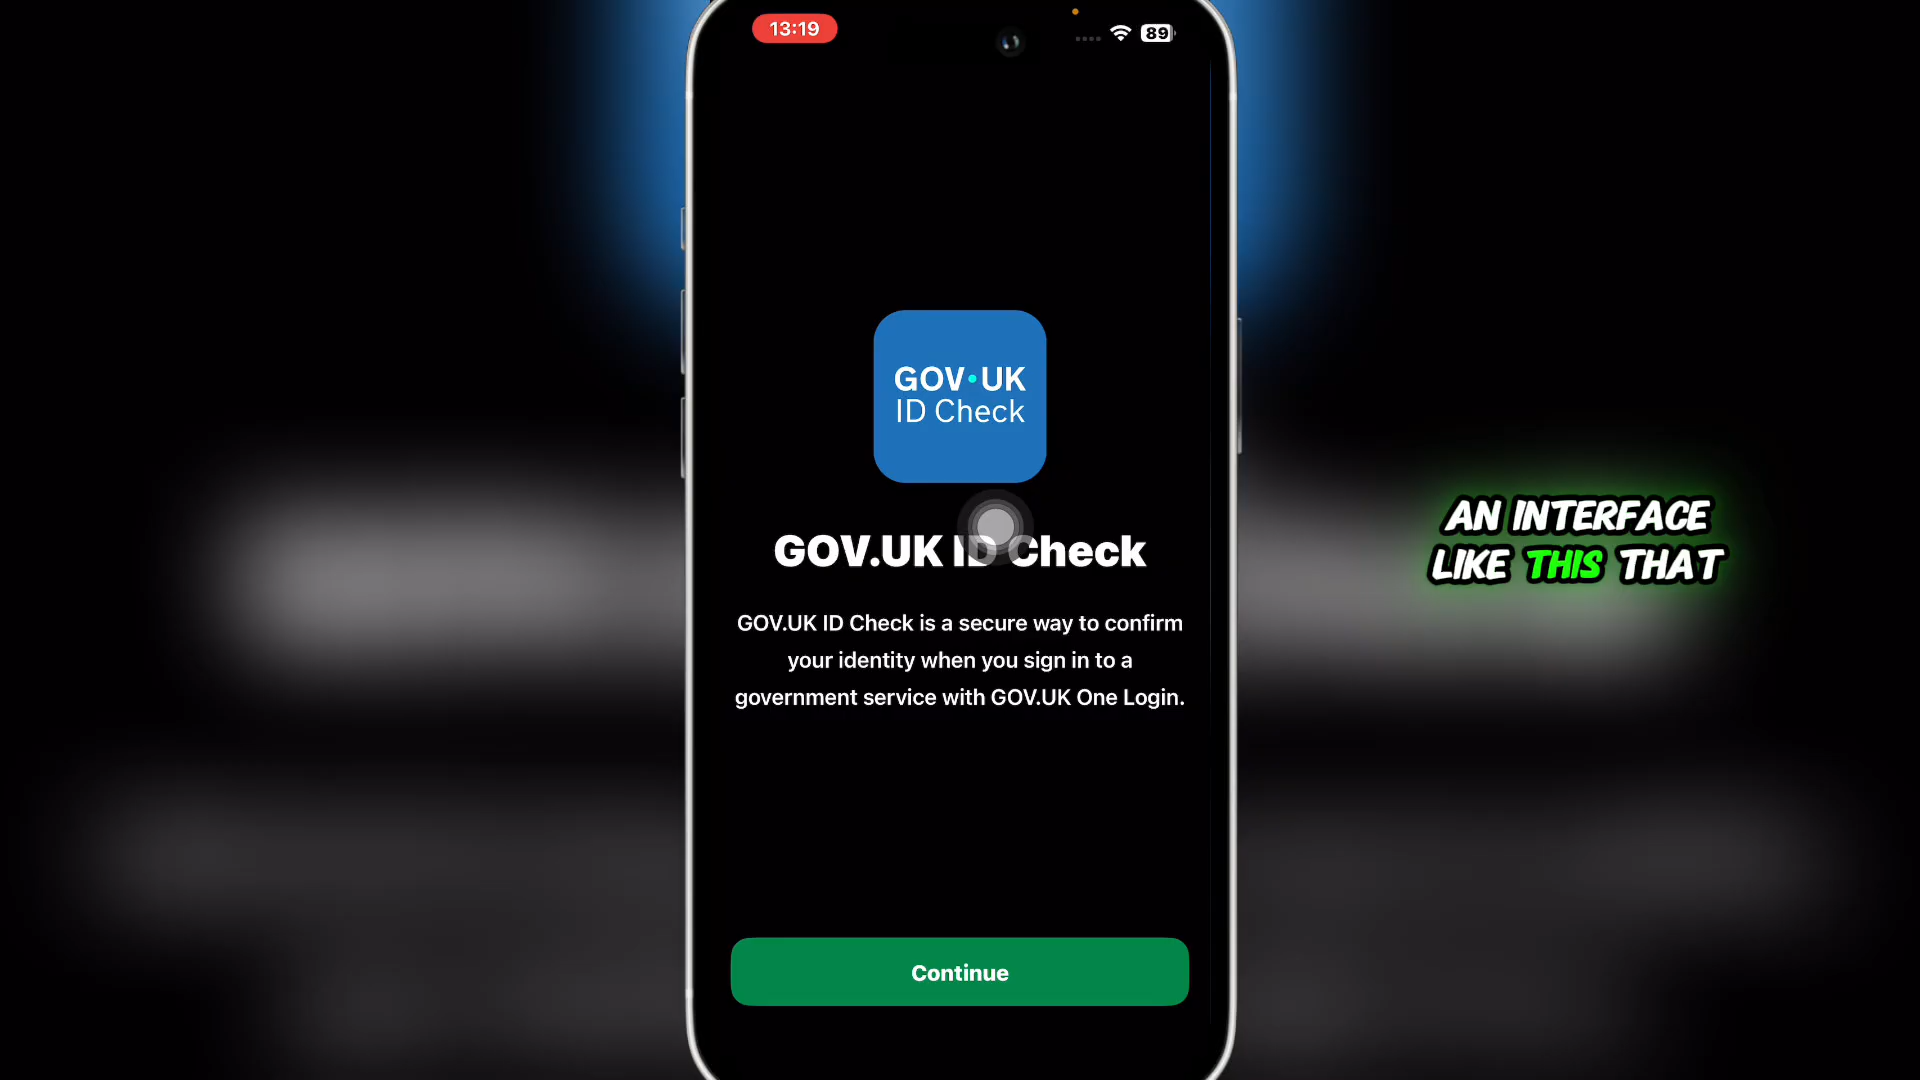 13:19
89
GOV•UK
ID Check
GOV.UK ID Check
GOV.UK ID Check is a secure way to confirm
your identity when you sign in to a
government service with GOV.UK One Login.
Continue
AN INTERFACE
LIKE THIS THAT